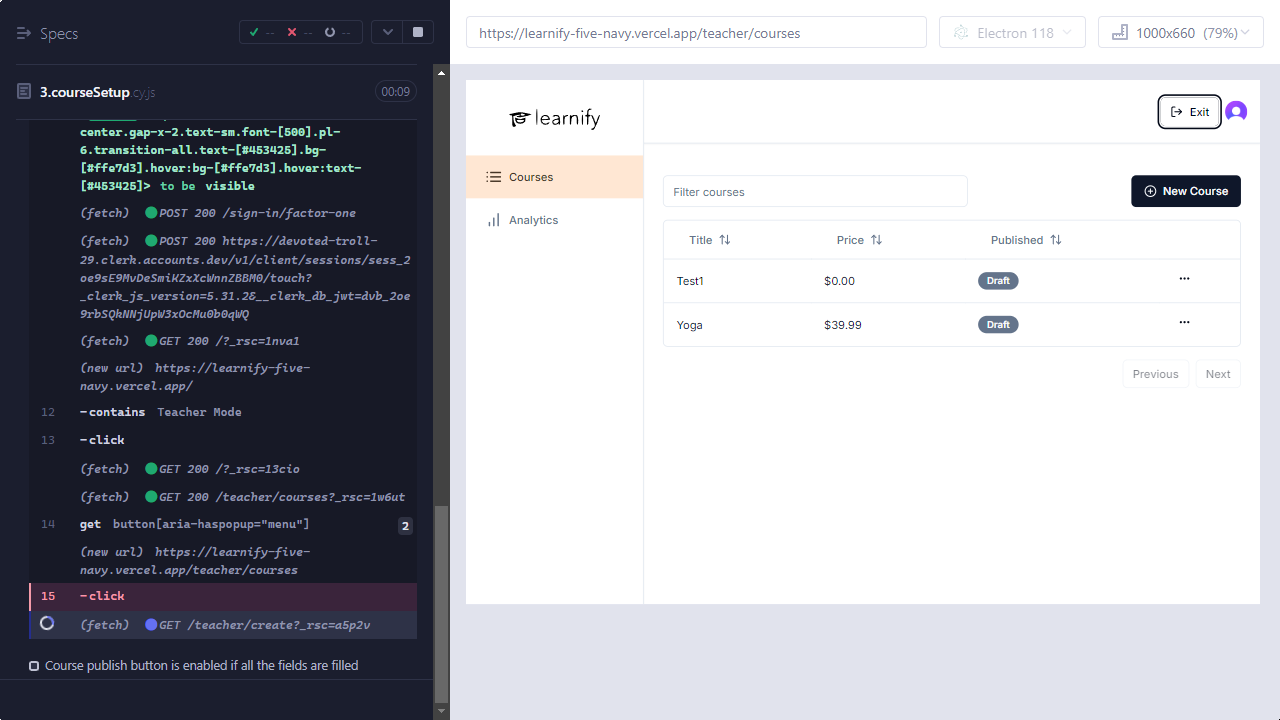 Specs
--
--
--
3.courseSetup.cy.js
00:09
center.gap-x-2.text-sm.font-[500].pl-
6.transition-all.text-[#453425].bg-
[#ffe7d3].hover:bg-[#ffe7d3].hover:text-
[#453425]> to be visible
(fetch) POST 200 /sign-in/factor-one
(fetch) POST 200 https://devoted-troll-
29.clerk.accounts.dev/v1/client/sessions/sess_2
oe9sE9MvDeSmiKZxXcWnnZBBM0/touch?
_clerk_js_version=5.31.2&__clerk_db_jwt=dvb_2oe
9rbSQkNNjUpW3xOcMu0b0qWQ
(fetch) GET 200 /?_rsc=1nva1
(new url) https://learnify-five-
navy.vercel.app/
12 -contains Teacher Mode
13 -click
(fetch) GET 200 /?_rsc=13cio
(fetch) GET 200 /teacher/courses?_rsc=1w6ut
14 get button[aria-haspopup="menu"] 2
(new url) https://learnify-five-
navy.vercel.app/teacher/courses
15 -click
(fetch) GET /teacher/create?_rsc=a5p2v
Course publish button is enabled if all the fields are filled
https://learnify-five-navy.vercel.app/teacher/courses
Electron 118
1000x660 (79%)
learnify
Exit
Courses
Analytics
Filter courses
New Course
Title Price Published
Test1 $0.00 Draft ...
Yoga $39.99 Draft ...
Previous Next